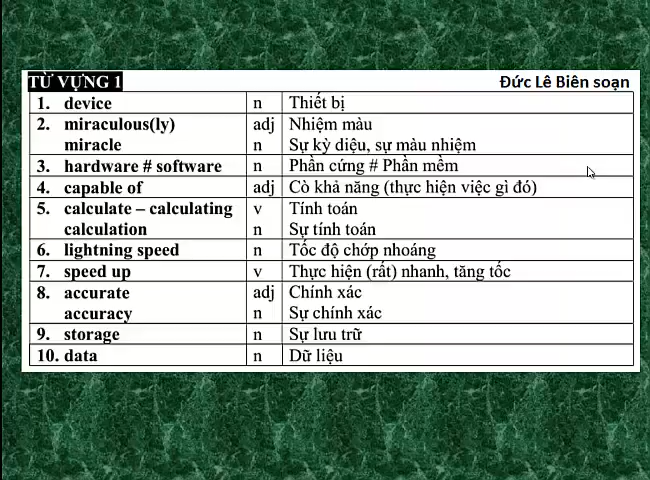 TỪ VỰNG 1 Đức Lê Biên soạn
1. device n Thiết bị
2. miraculous(ly) adj Nhiệm màu
miracle n Sự kỳ diệu, sự màu nhiệm
3. hardware # software n Phần cứng # Phần mềm
4. capable of adj Cò khả năng (thực hiện việc gì đó)
5. calculate – calculating v Tính toán
calculation n Sự tính toán
6. lightning speed n Tốc độ chớp nhoáng
7. speed up v Thực hiện (rất) nhanh, tăng tốc
8. accurate adj Chính xác
accuracy n Sự chính xác
9. storage n Sự lưu trữ
10. data n Dữ liệu